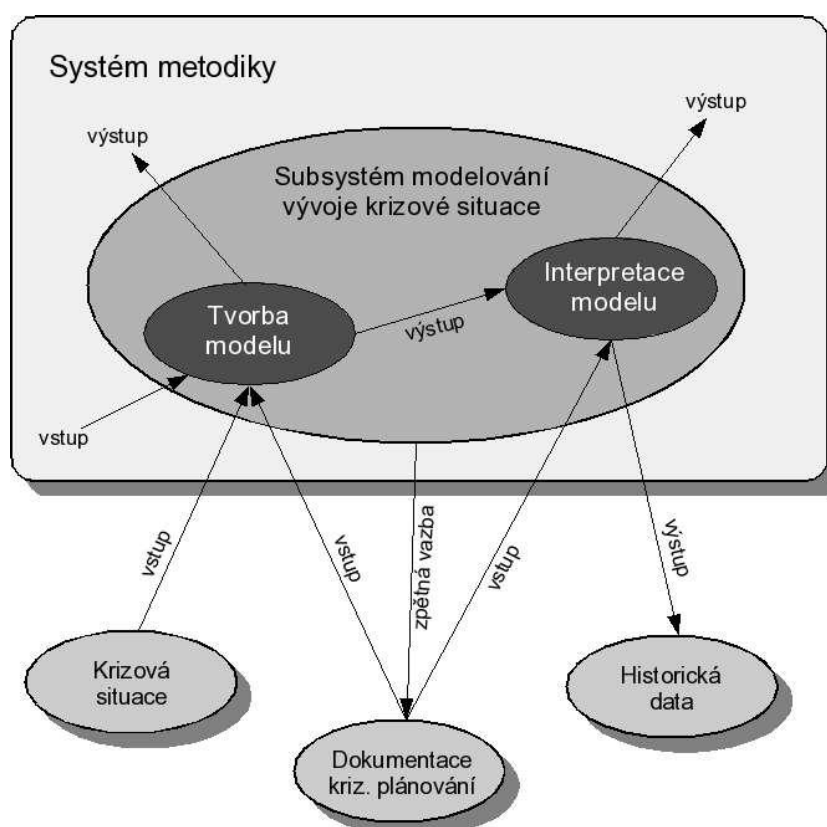 Systém metodiky
výstup
výstup
Subsystém modelování
vývoje krizové situace
Interpretace
modelu
Tvorba
modelu
výstup
vstup
vstup
vstup
zpětná vazba
vstup
výstup
Krizová
situace
Historická
data
Dokumentace
kriz. plánování